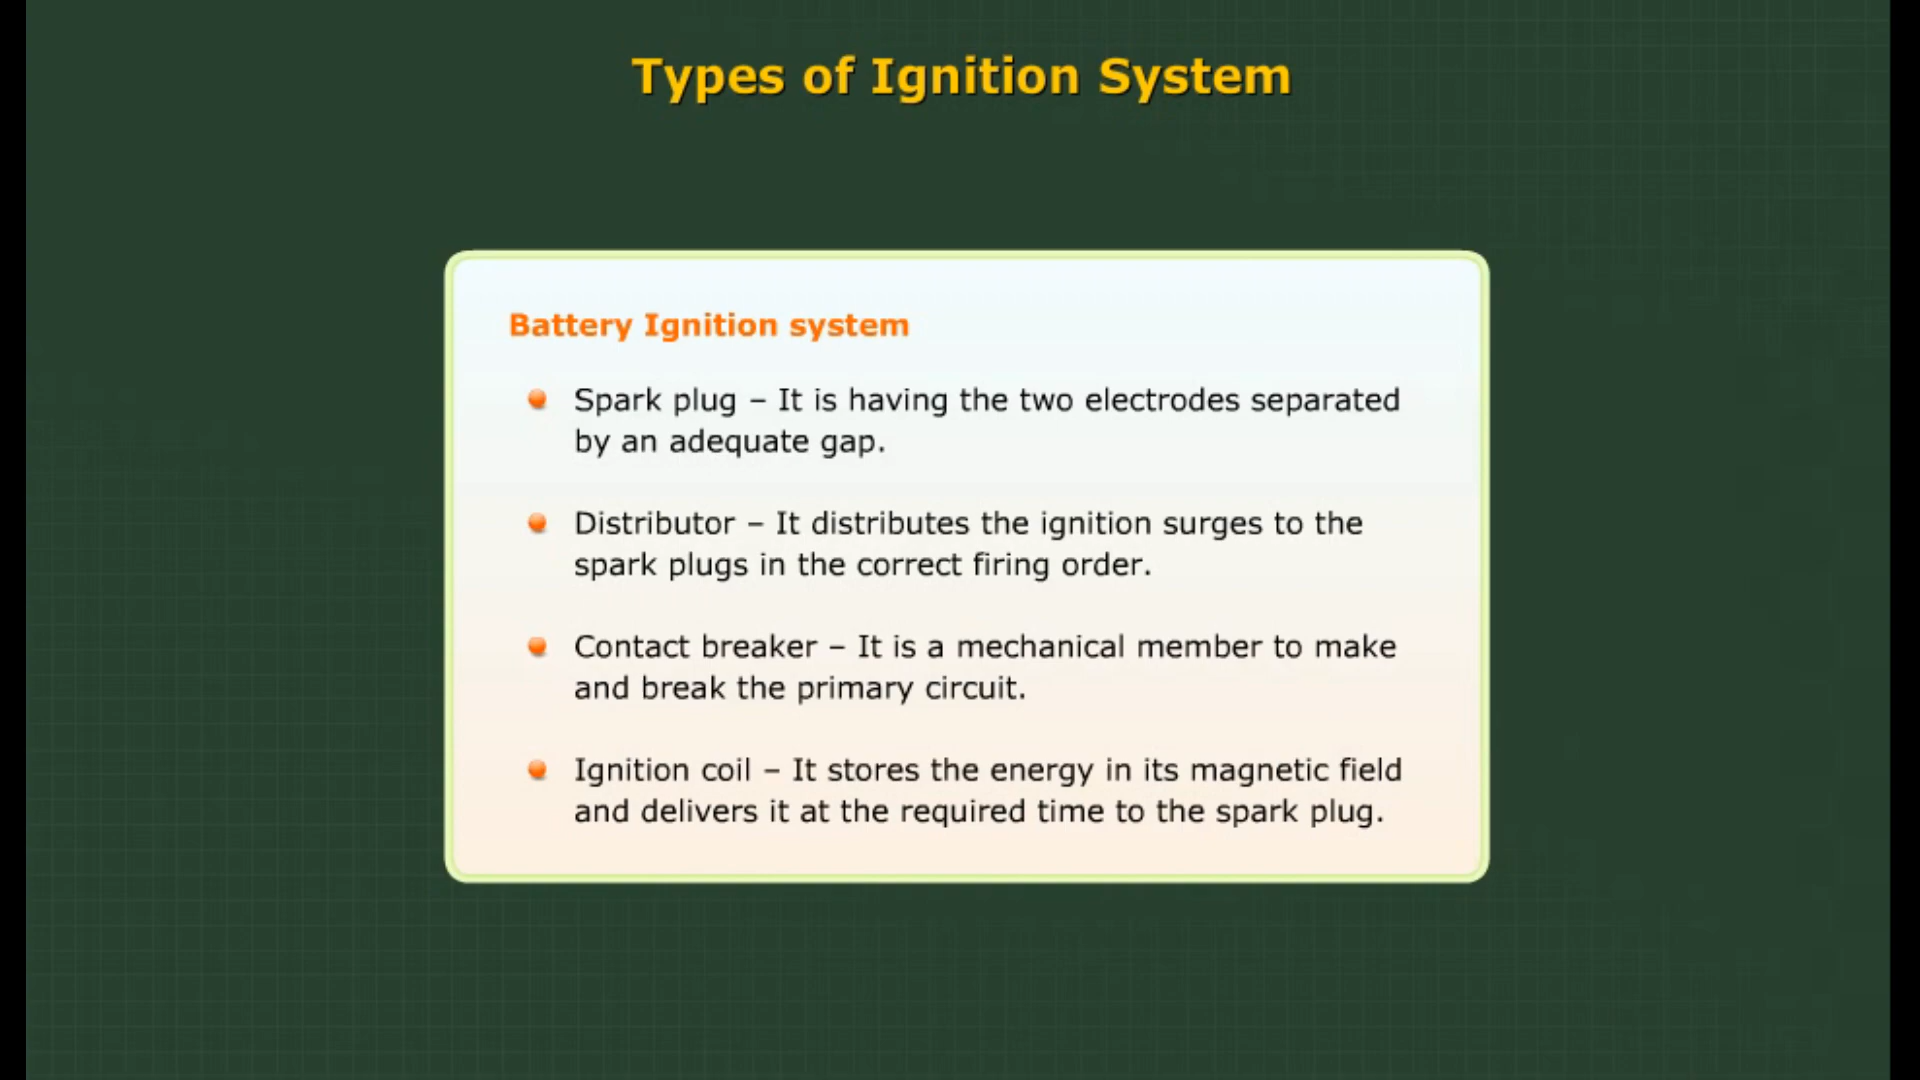 Types of Ignition System
Battery Ignition system
Spark plug – It is having the two electrodes separated
by an adequate gap.
Distributor – It distributes the ignition surges to the
spark plugs in the correct firing order.
Contact breaker – It is a mechanical member to make
and break the primary circuit.
Ignition coil – It stores the energy in its magnetic field
and delivers it at the required time to the spark plug.